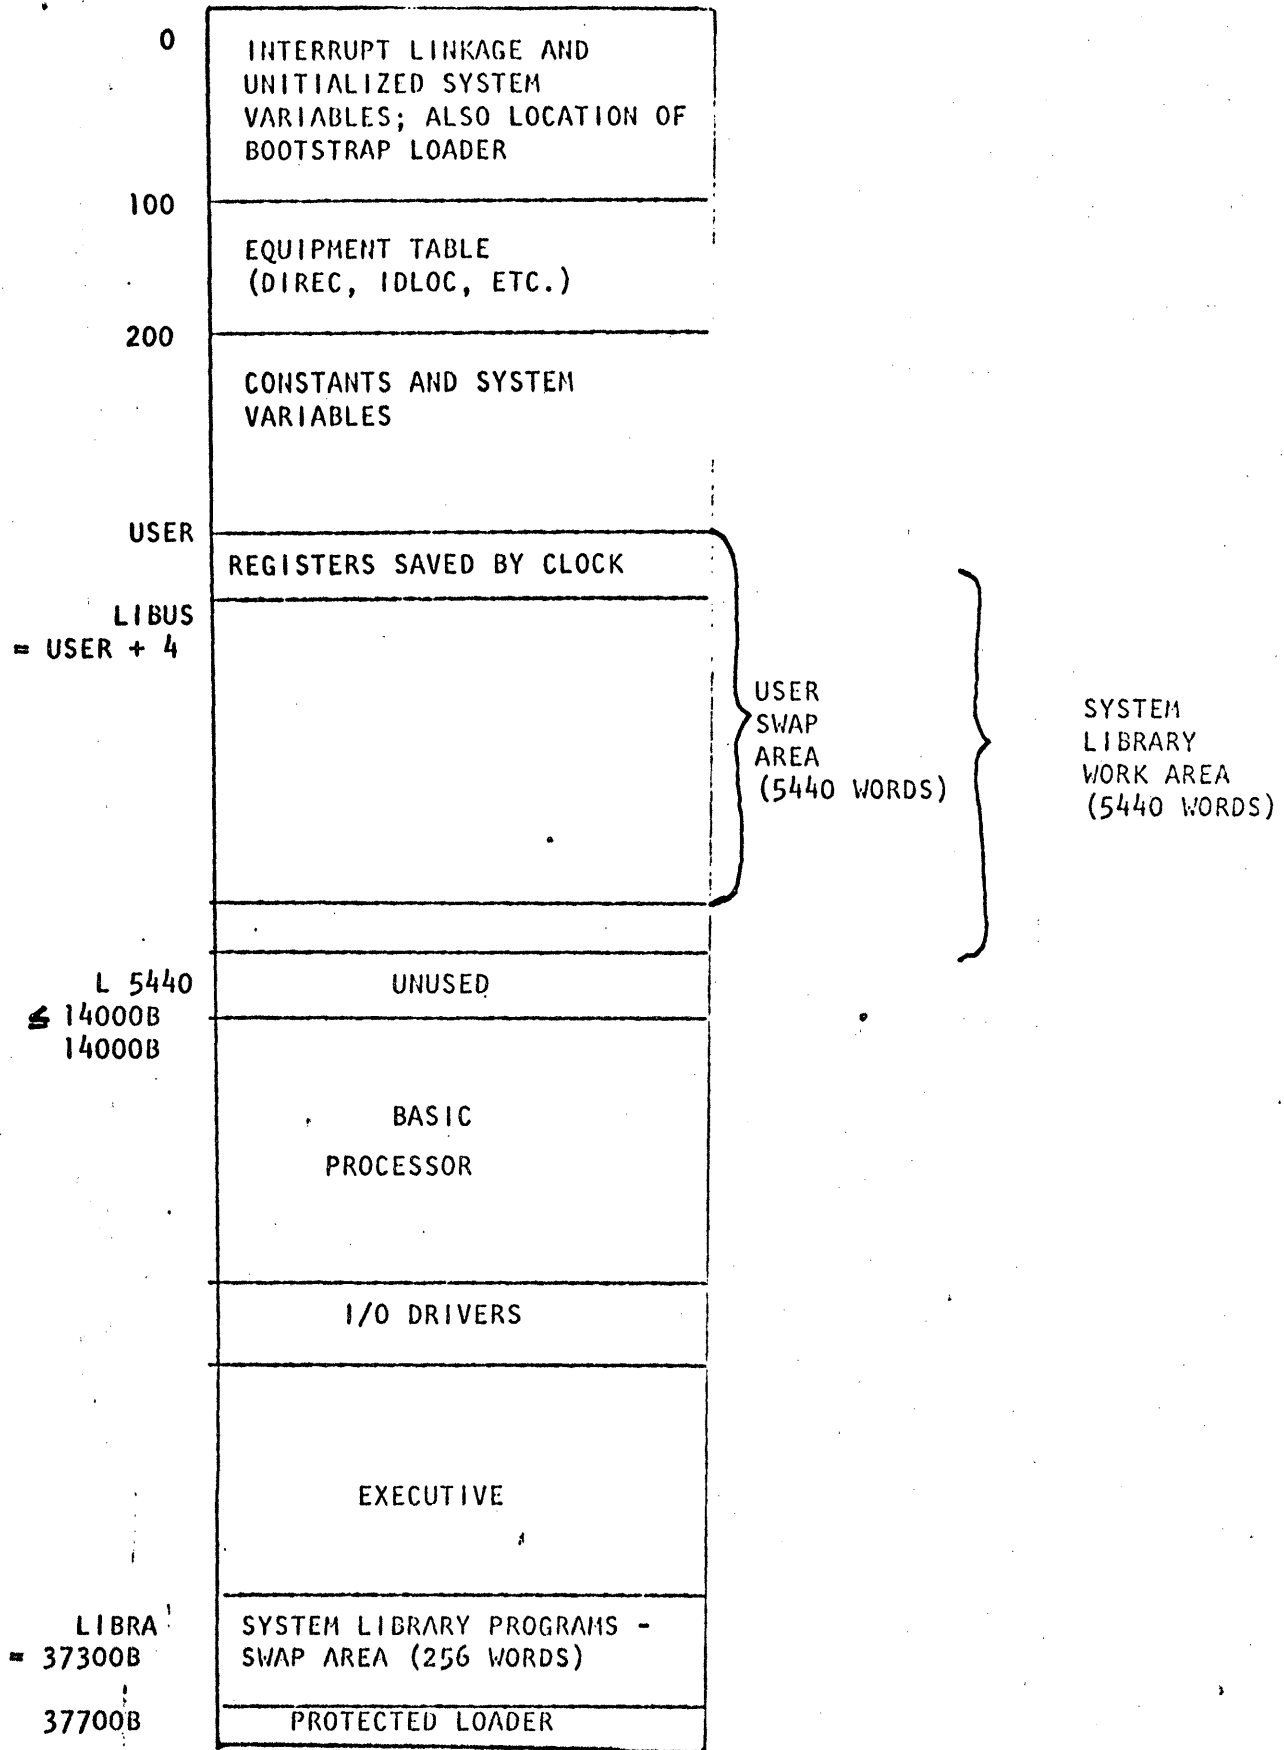 0
INTERRUPT LINKAGE AND
UNITIALIZED SYSTEM
VARIABLES; ALSO LOCATION OF
BOOTSTRAP LOADER
100
EQUIPMENT TABLE
(DIREC, IDLOC, ETC.)
200
CONSTANTS AND SYSTEM
VARIABLES
USER
REGISTERS SAVED BY CLOCK
LIBUS
= USER + 4
USER
SWAP
AREA
(5440 WORDS)
SYSTEM
LIBRARY
WORK AREA
(5440 WORDS)
L 5440
≤ 14000B
UNUSED
14000B
BASIC
PROCESSOR
I/O DRIVERS
EXECUTIVE
LIBRA
= 37300B
SYSTEM LIBRARY PROGRAMS -
SWAP AREA (256 WORDS)
37700B
PROTECTED LOADER